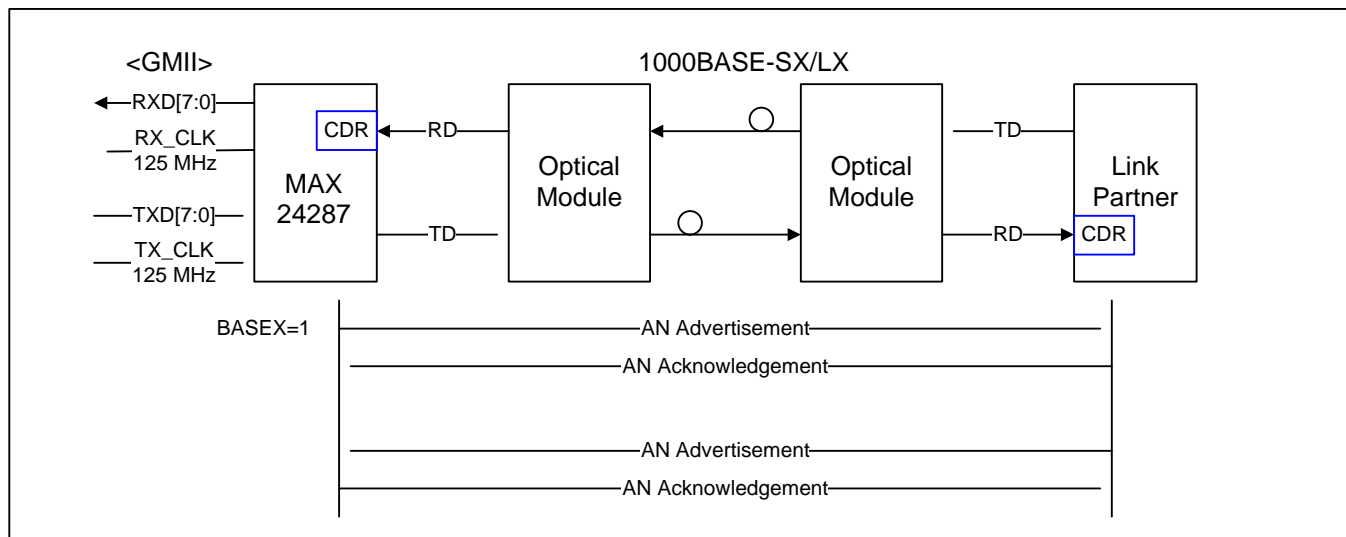 <GMII>
1000BASE-SX/LX
RXD[7:0]
RX_CLK
125 MHz
TXD[7:0]
TX_CLK
125 MHz
CDR
MAX
24287
RD
TD
Optical
Module
Optical
Module
TD
RD
Link
Partner
CDR
BASEX=1
AN Advertisement
AN Acknowledgement
AN Advertisement
AN Acknowledgement